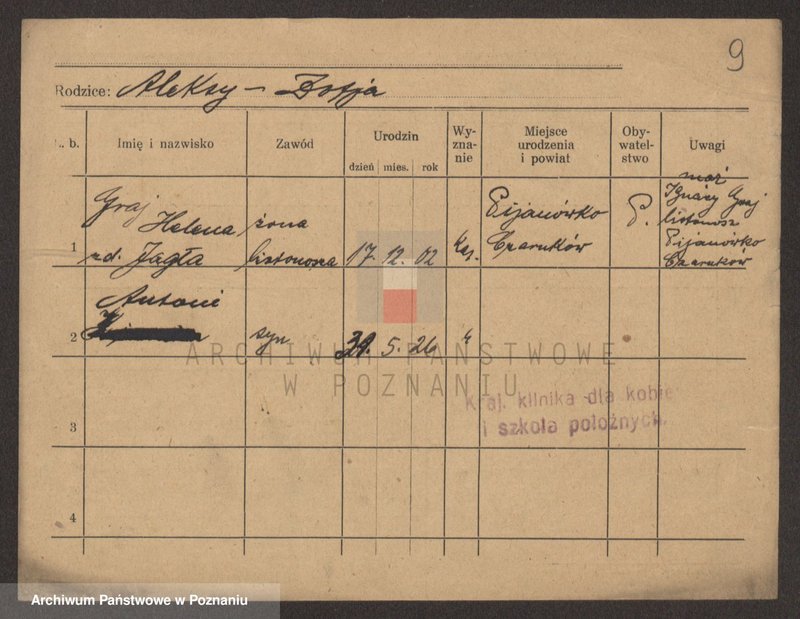 9
Rodzice: Aleksy – Zofja
L. b. Imię i nazwisko Zawód Urodzin Wyznanie Miejsce urodzenia i powiat Obywatelstwo Uwagi
dzień mies. rok
1 Graj Helena żona 17. 12. 02 kat. Pijanówko P. mąż
zd. Jagła listonosza Czarnków Ignacy Graj
listonosz
Pijanówko
Czarnków
Antoni
2 syn 5. 26 "
3
4
ARCHIWUM PAŃSTWOWE
W POZNANIU
Kraj. klinika dla kobie
i szkoła położnych.
Archiwum Państwowe w Poznaniu